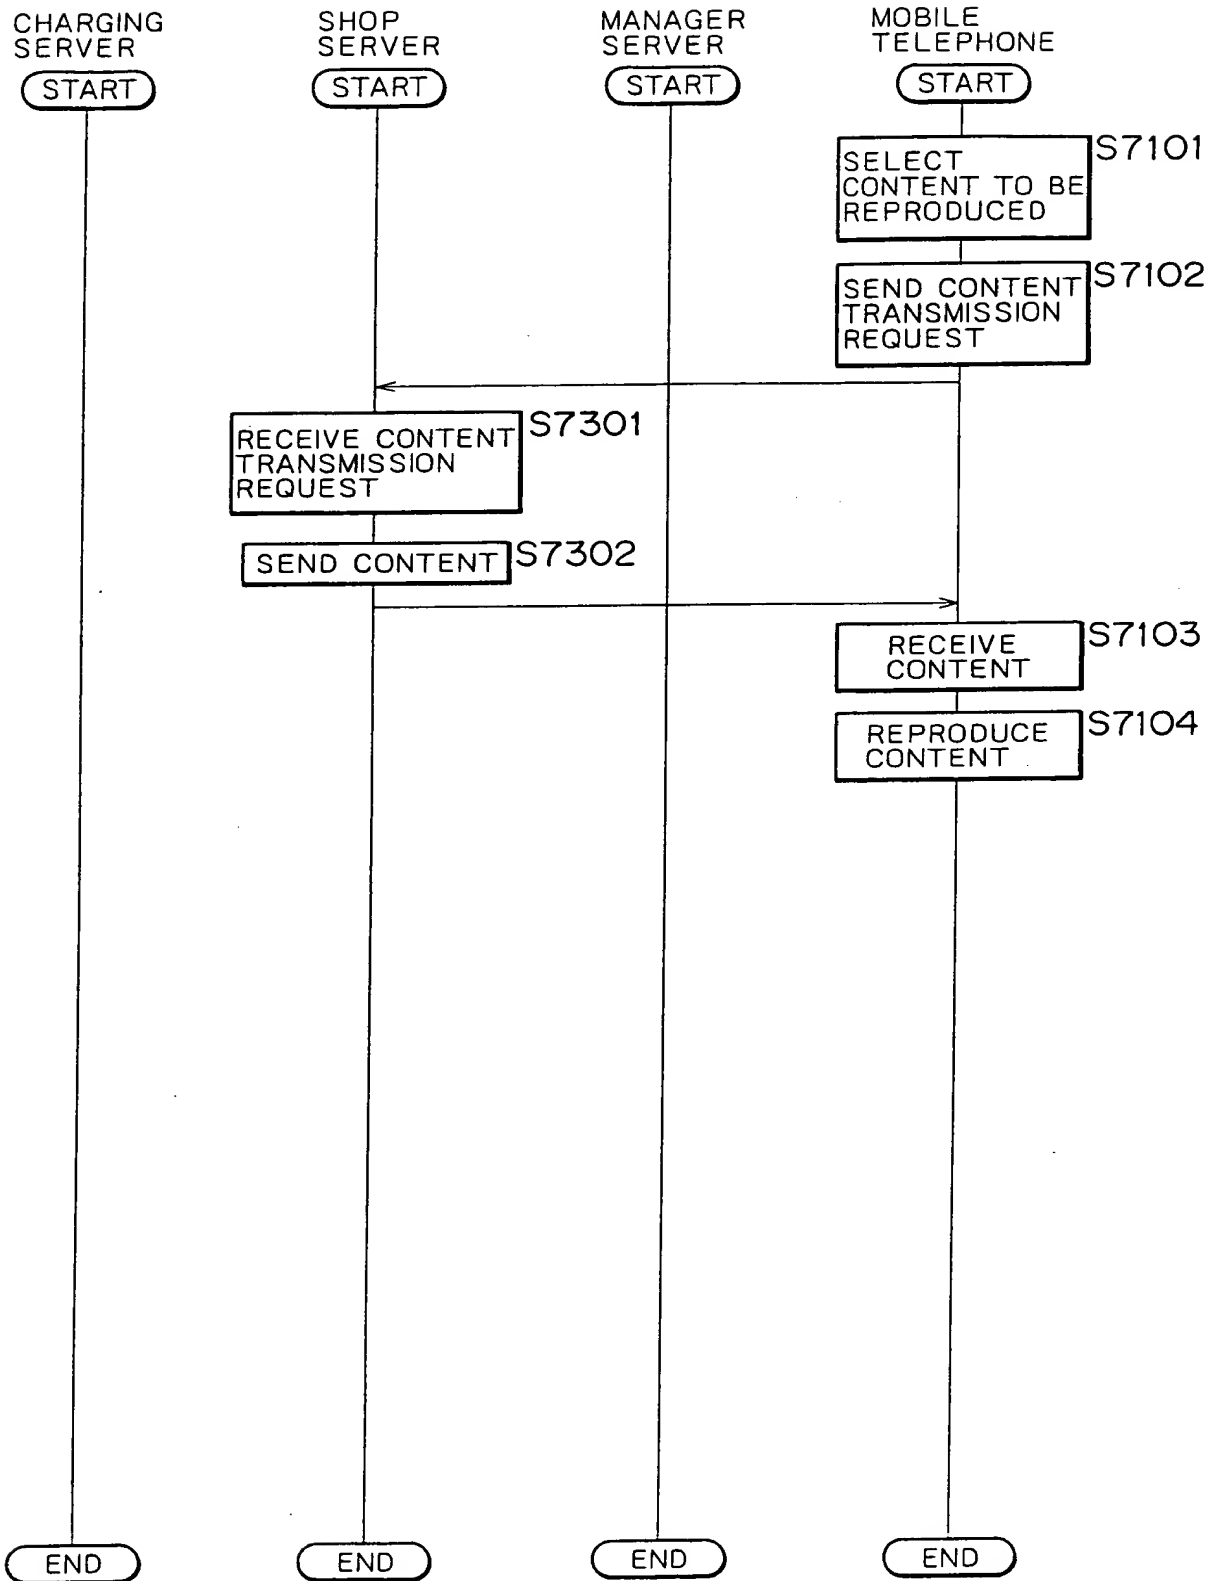 CHARGING
SERVER
SHOP
SERVER
MANAGER
SERVER
MOBILE
TELEPHONE
START
START
START
START
SELECT
CONTENT TO BE
REPRODUCED
S7101
SEND CONTENT
TRANSMISSION
REQUEST
S7102
RECEIVE CONTENT
TRANSMISSION
REQUEST
S7301
SEND CONTENT
S7302
RECEIVE
CONTENT
S7103
REPRODUCE
CONTENT
S7104
END
END
END
END